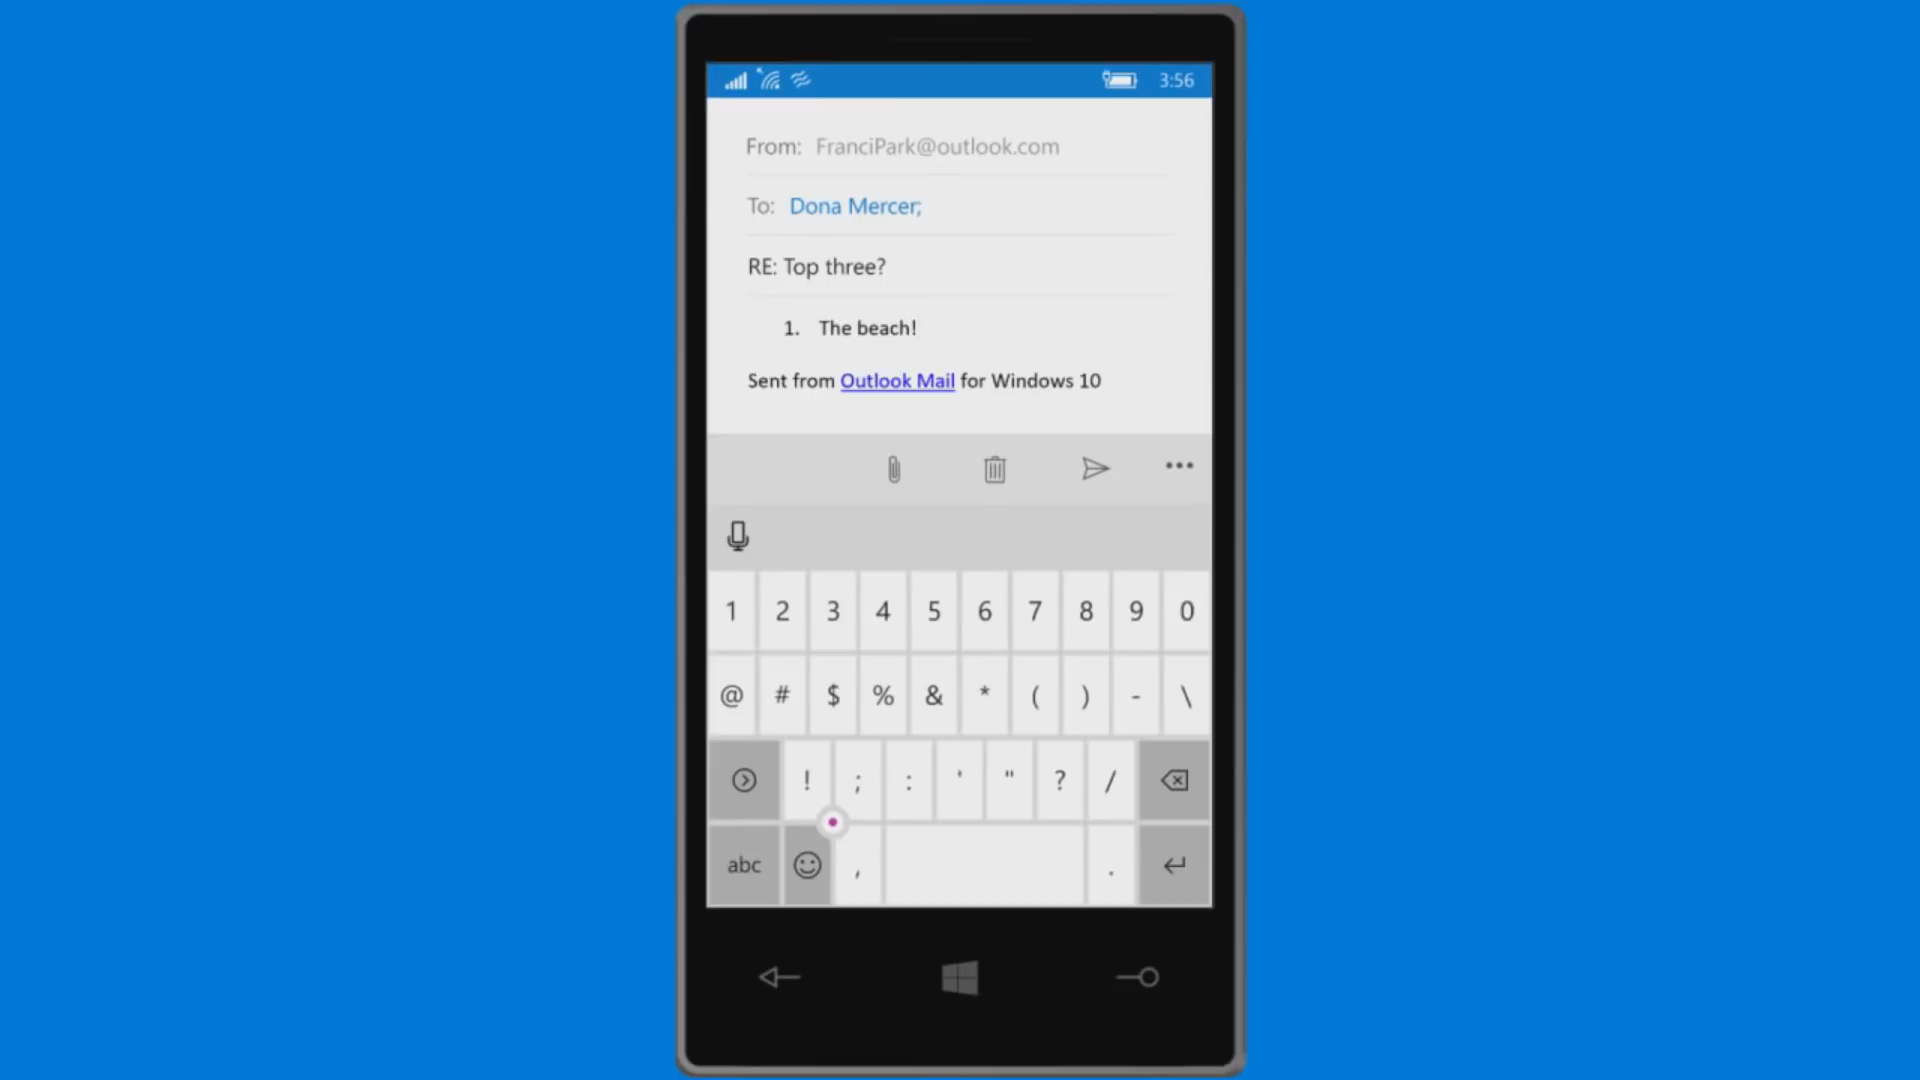 3:56
From: FranciPark@outlook.com
To: Dona Mercer;
RE: Top three?
1. The beach!
Sent from Outlook Mail for Windows 10
1 2 3 4 5 6 7 8 9 0
@ # $ % & * ( ) - \
! ; : ' " ? /
abc , .